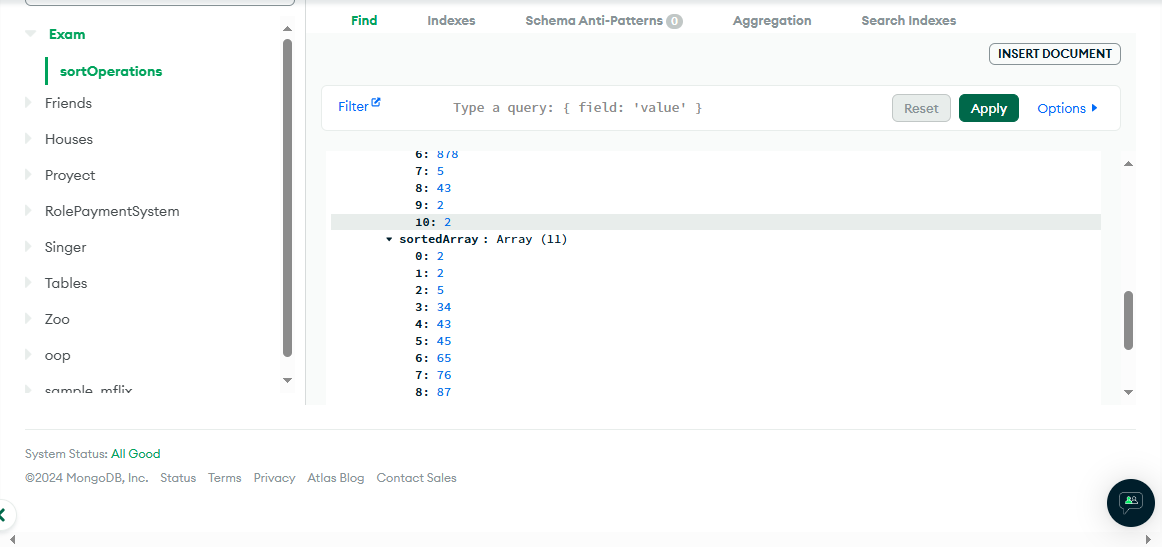 Find Indexes Schema Anti-Patterns 0 Aggregation Search Indexes
Exam
sortOperations
Friends
Houses
Proyect
RolePaymentSystem
Singer
Tables
Zoo
oop
sample_mflix
INSERT DOCUMENT
Filter Type a query: { field: 'value' } Reset Apply Options
6: 878
7: 5
8: 43
9: 2
10: 2
sortedArray : Array (11)
0: 2
1: 2
2: 5
3: 34
4: 43
5: 45
6: 65
7: 76
8: 87
System Status: All Good
©2024 MongoDB, Inc. Status Terms Privacy Atlas Blog Contact Sales